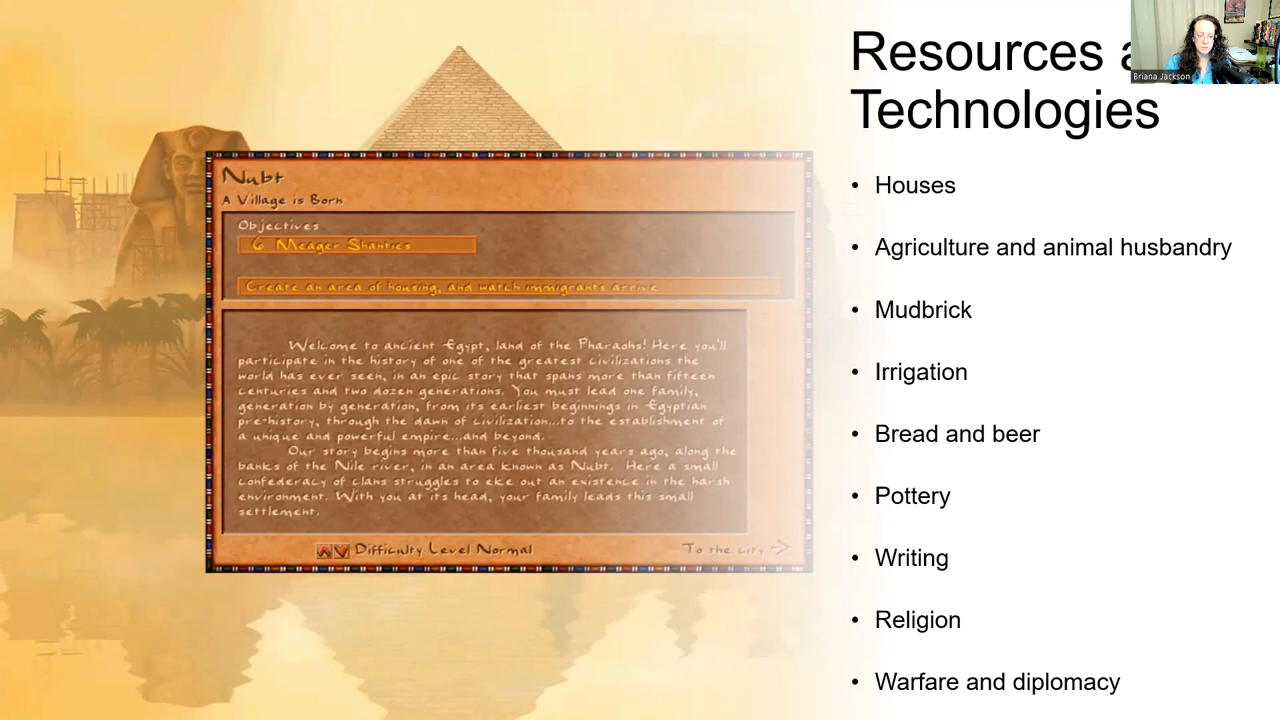 Resources a
Technologies
Briana Jackson
• Houses
• Agriculture and animal husbandry
• Mudbrick
• Irrigation
• Bread and beer
• Pottery
• Writing
• Religion
• Warfare and diplomacy
Nubt
A Village is Born
Objectives
6 Meager Shanties
Create an area of housing, and watch immigrants arrive
Welcome to ancient Egypt, land of the Pharaohs! Here you'll
participate in the history of one of the greatest civilizations the
world has ever seen, in an epic story that spans more than fifteen
centuries and two dozen generations. You must lead one family,
generation by generation, from its earliest beginnings in Egyptian
pre-history, through the dawn of civilization...to the establishment of
a unique and powerful empire...and beyond.
Our story begins more than five thousand years ago, along the
banks of the Nile river, in an area known as Nubt. Here a small
confederacy of clans struggles to eke out an existence in the harsh
environment. With you at its head, your family leads this small
settlement.
Difficulty Level Normal
To the city